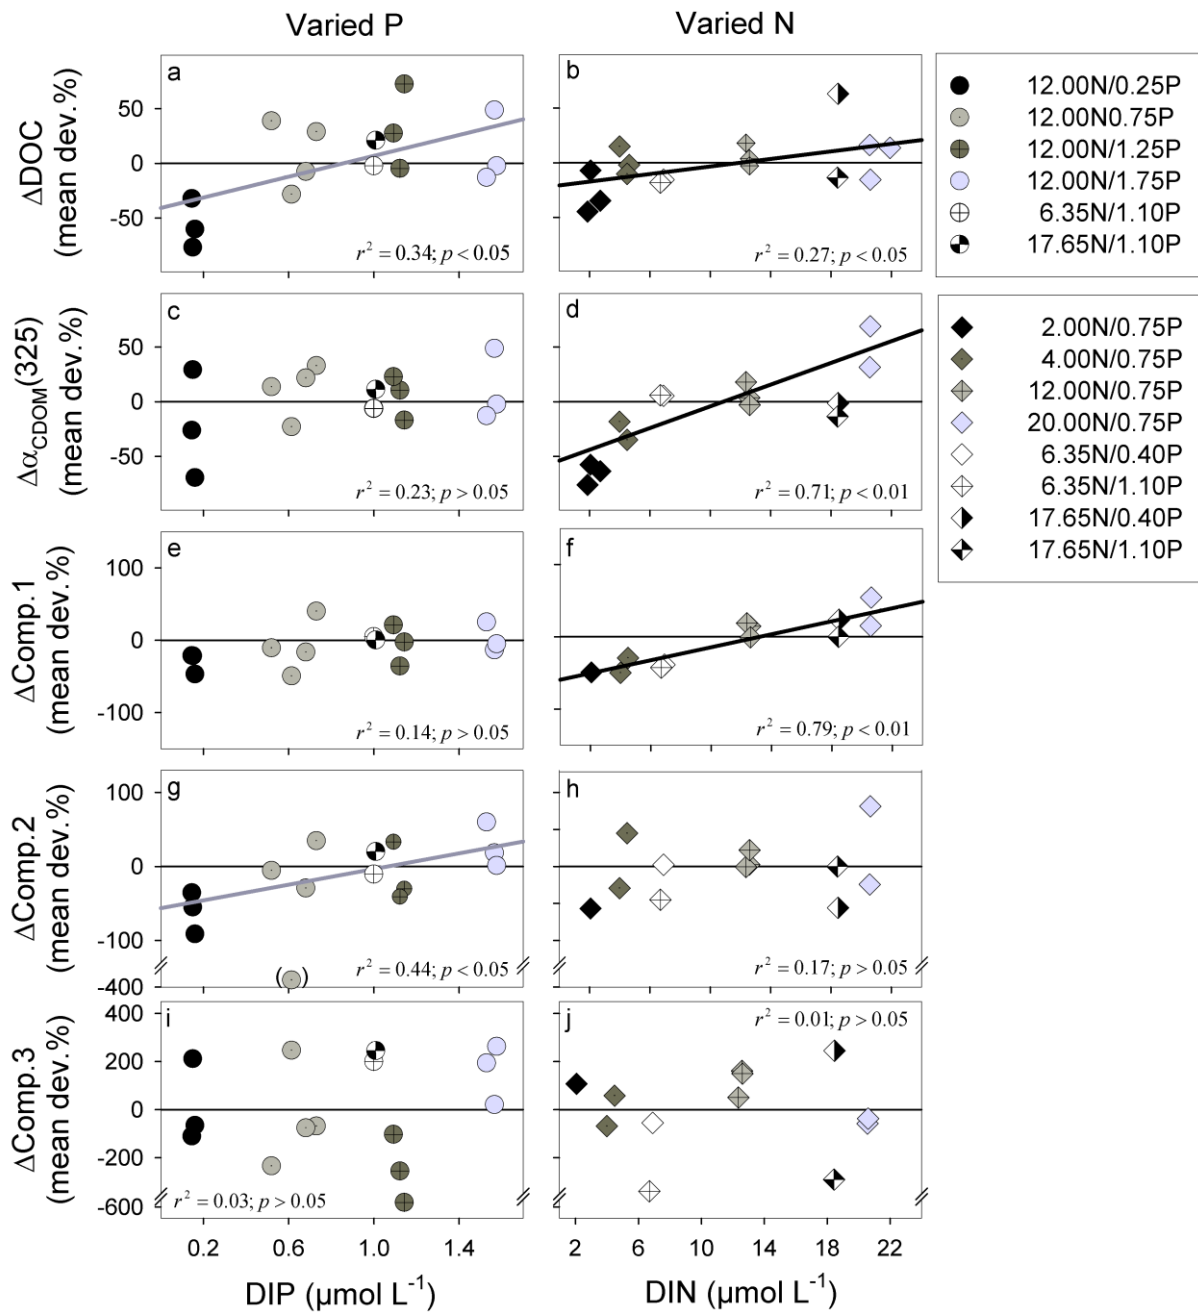 Varied P
Varied N
ΔDOC
(mean dev.%)
a
50
0
-50
r² = 0.34; p < 0.05
b
r² = 0.27; p < 0.05
12.00N/0.25P
12.00N0.75P
12.00N/1.25P
12.00N/1.75P
6.35N/1.10P
17.65N/1.10P
Δα_CDOM(325)
(mean dev.%)
c
50
0
-50
r² = 0.23; p > 0.05
d
r² = 0.71; p < 0.01
2.00N/0.75P
4.00N/0.75P
12.00N/0.75P
20.00N/0.75P
6.35N/0.40P
6.35N/1.10P
17.65N/0.40P
17.65N/1.10P
ΔComp.1
(mean dev.%)
e
100
0
-100
r² = 0.14; p > 0.05
f
r² = 0.79; p < 0.01
ΔComp.2
(mean dev.%)
g
100
0
-100
-400
( )
r² = 0.44; p < 0.05
h
r² = 0.17; p > 0.05
ΔComp.3
(mean dev.%)
i
400
200
0
-200
-600
r² = 0.03; p > 0.05
j
r² = 0.01; p > 0.05
0.2 0.6 1.0 1.4
2 6 10 14 18 22
DIP (µmol L⁻¹)
DIN (µmol L⁻¹)